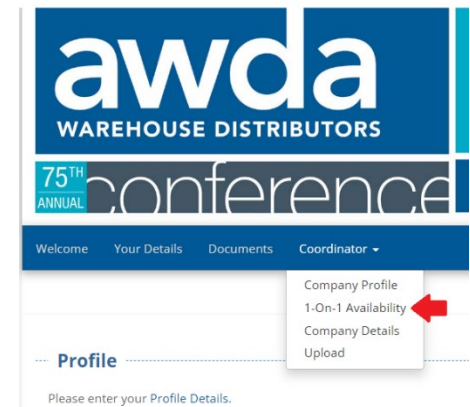 awda
WAREHOUSE DISTRIBUTORS
75TH
ANNUAL
conference
Welcome Your Details Documents Coordinator
Company Profile
1-On-1 Availability
Company Details
Upload
Profile
Please enter your Profile Details.